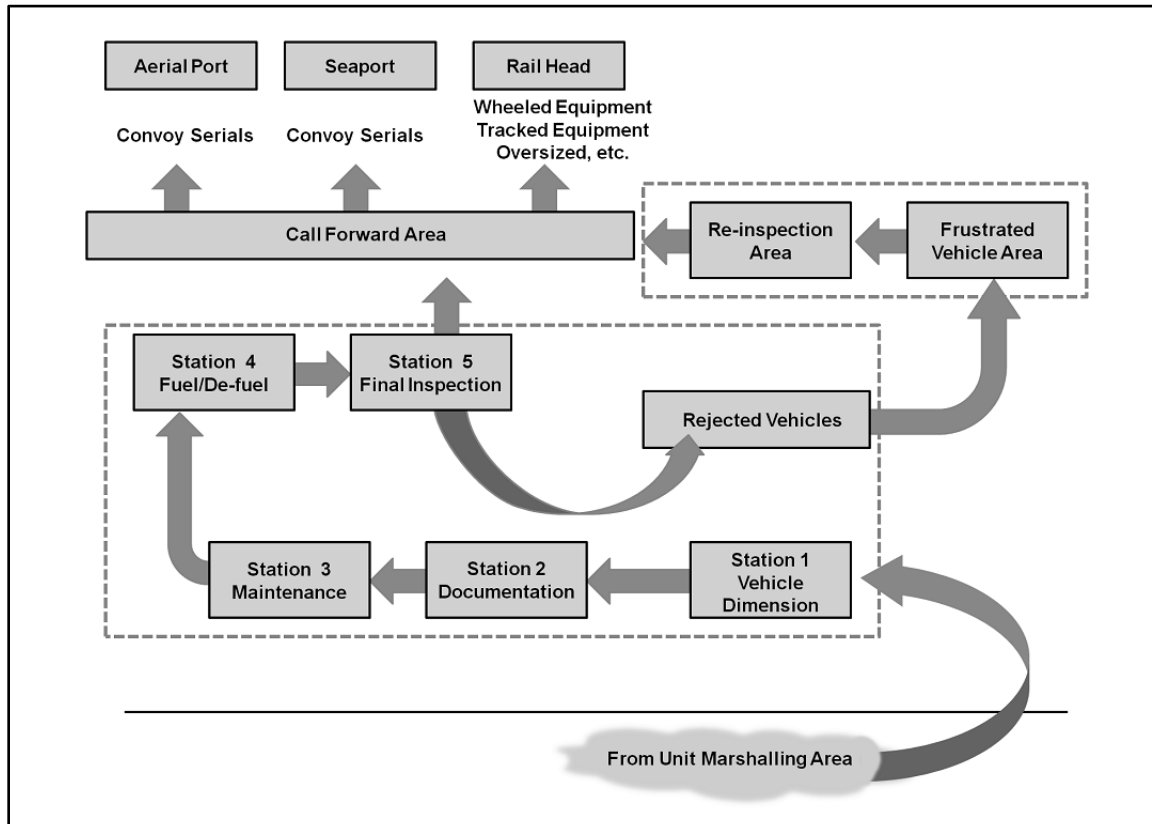 Aerial Port
Seaport
Rail Head
Convoy Serials
Convoy Serials
Wheeled Equipment
Tracked Equipment
Oversized, etc.
Call Forward Area
Re-inspection
Area
Frustrated
Vehicle Area
Station 4
Fuel/De-fuel
Station 5
Final Inspection
Rejected Vehicles
Station 3
Maintenance
Station 2
Documentation
Station 1
Vehicle
Dimension
From Unit Marshalling Area